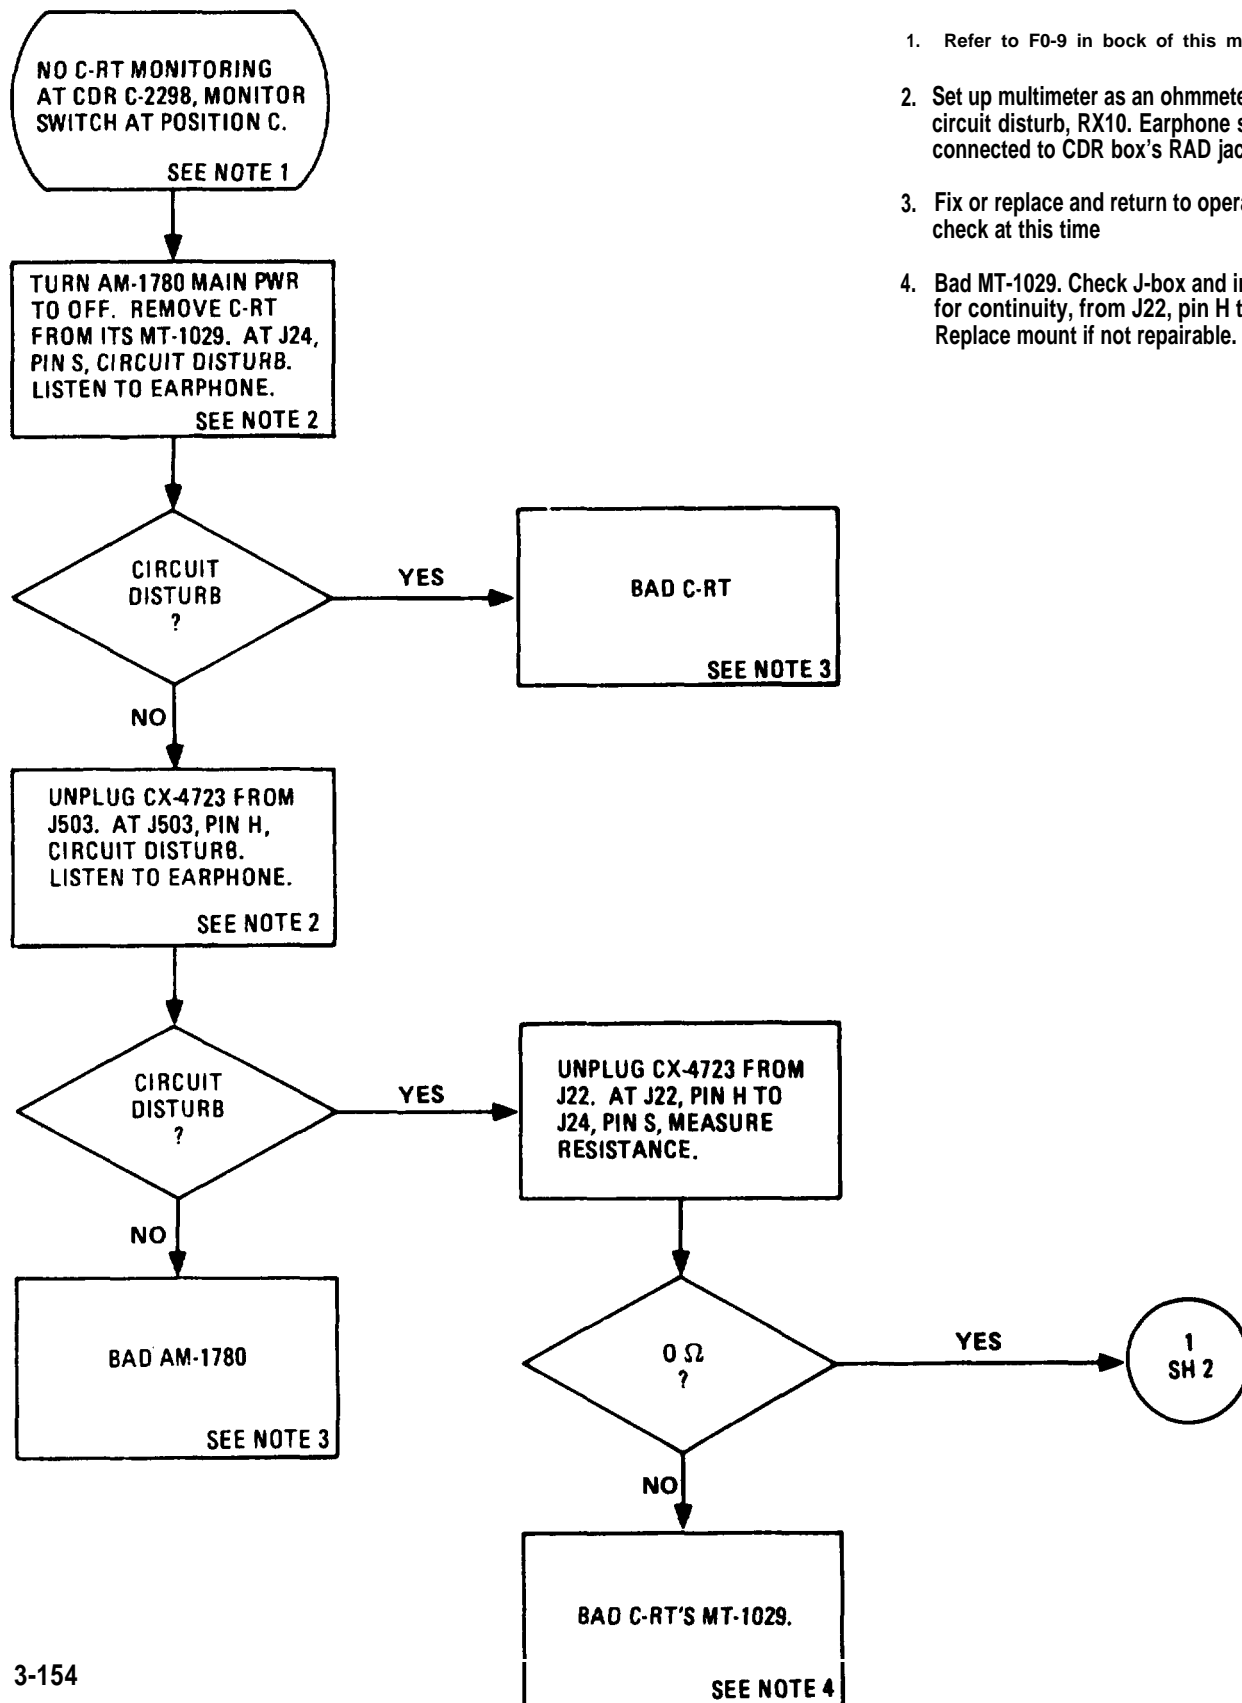 NO C-RT MONITORING
AT CDR C-2298, MONITOR
SWITCH AT POSITION C.
SEE NOTE 1
1. Refer to F0-9 in bock of this m
2. Set up multimeter as an ohmmete
circuit disturb, RX10. Earphone s
connected to CDR box's RAD jac
3. Fix or replace and return to opera
check at this time
4. Bad MT-1029. Check J-box and in
for continuity, from J22, pin H t
Replace mount if not repairable.
TURN AM-1780 MAIN PWR
TO OFF. REMOVE C-RT
FROM ITS MT-1029. AT J24,
PIN S, CIRCUIT DISTURB.
LISTEN TO EARPHONE.
SEE NOTE 2
CIRCUIT
DISTURB
?
YES
BAD C-RT
SEE NOTE 3
NO
UNPLUG CX-4723 FROM
J503. AT J503, PIN H,
CIRCUIT DISTURB.
LISTEN TO EARPHONE.
SEE NOTE 2
CIRCUIT
DISTURB
?
YES
UNPLUG CX-4723 FROM
J22. AT J22, PIN H TO
J24, PIN S, MEASURE
RESISTANCE.
NO
BAD AM-1780
SEE NOTE 3
0 Ω
?
YES
1
SH 2
NO
BAD C-RT'S MT-1029.
SEE NOTE 4
3-154